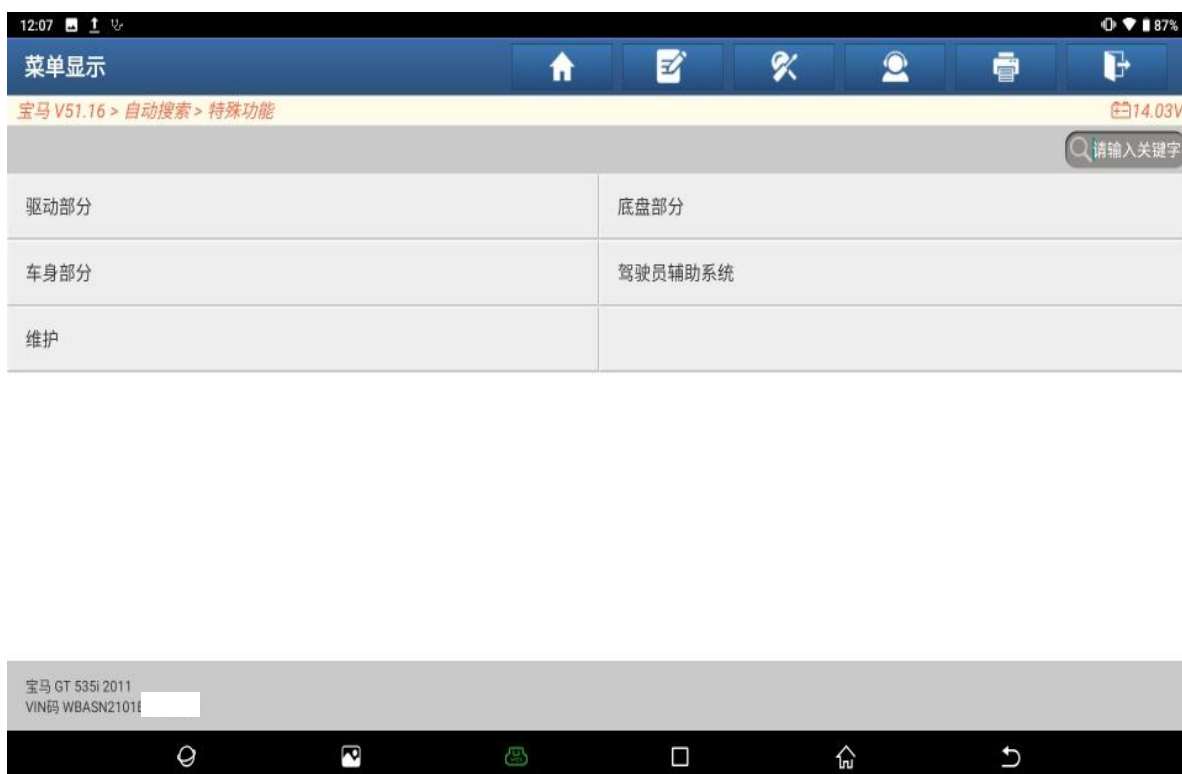 12:07
87%
菜单显示
宝马 V51.16 > 自动搜索 > 特殊功能
14.03V
请输入关键字
驱动部分
底盘部分
车身部分
驾驶员辅助系统
维护
宝马 GT 535i 2011
VIN码 WBASN2101E